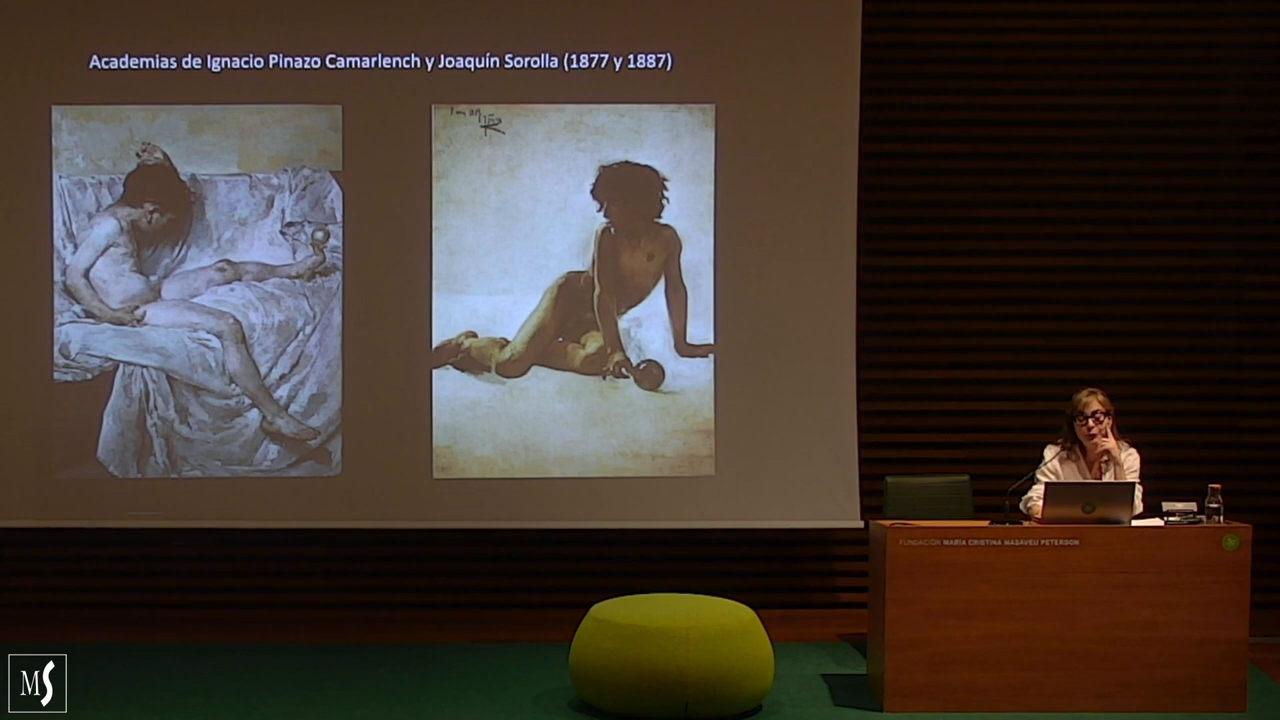 Academias de Ignacio Pinazo Camarlench y Joaquín Sorolla (1877 y 1887)
FUNDACIÓN MARÍA CRISTINA MASAVEU PETERSON
MS